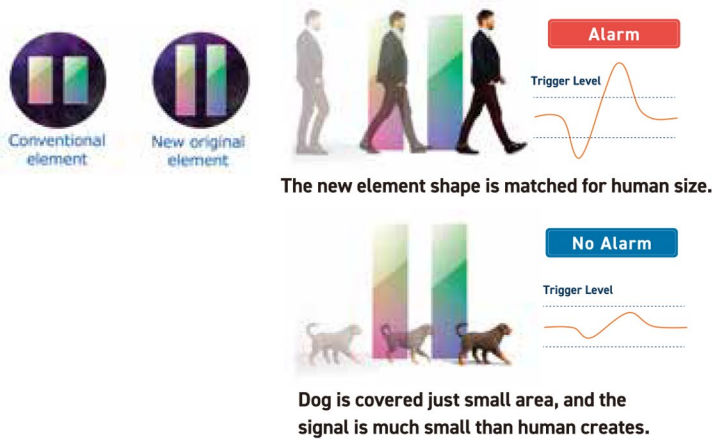 Conventional
element
New original
element
Alarm
Trigger Level
The new element shape is matched for human size.
No Alarm
Trigger Level
Dog is covered just small area, and the
signal is much small than human creates.